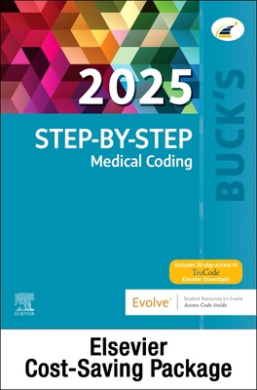 2025
STEP-BY-STEP
Medical Coding
BUCK'S
Includes 30-day access to
TruCode
Encoder Essentials!
ELSEVIER
Evolve
Student Resources on Evolve
Access Code Inside
Elsevier
Cost-Saving Package